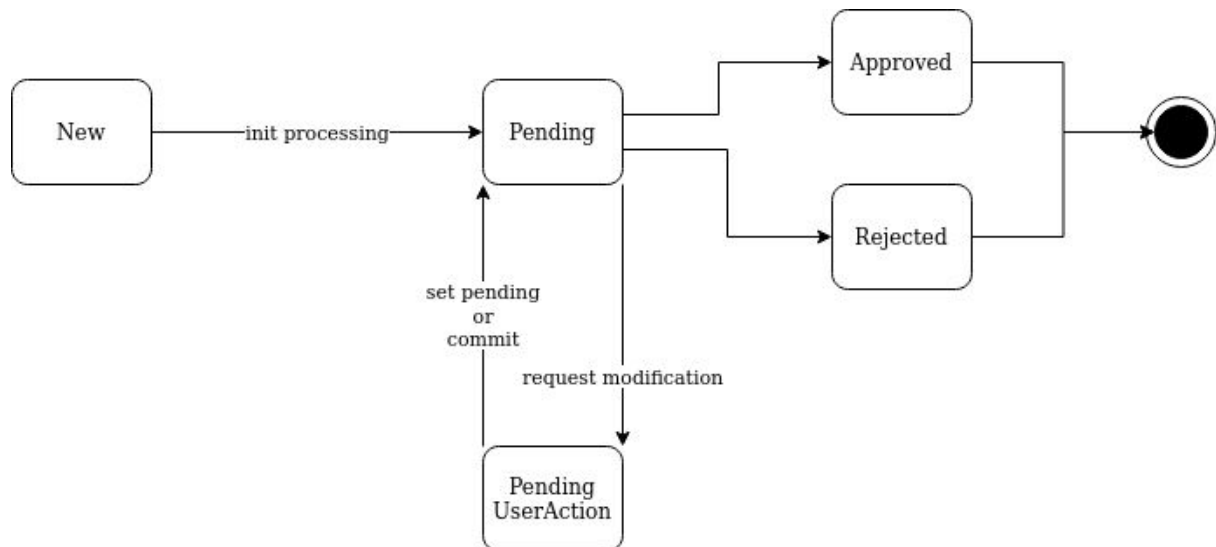 Approved
New
init processing
Pending
Rejected
set pending
or
commit
request modification
Pending
UserAction